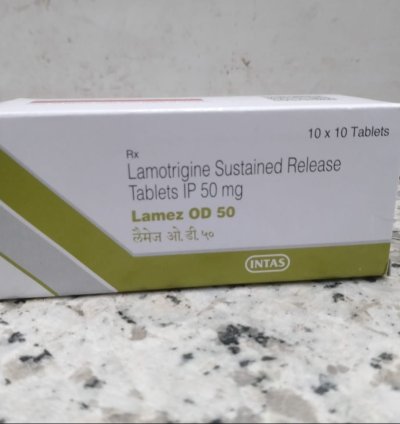 10 x 10 Tablets
Rx
Lamotrigine Sustained Release
Tablets IP 50 mg
Lamez OD 50
लैमेज ओ.डी. ५०
INTAS